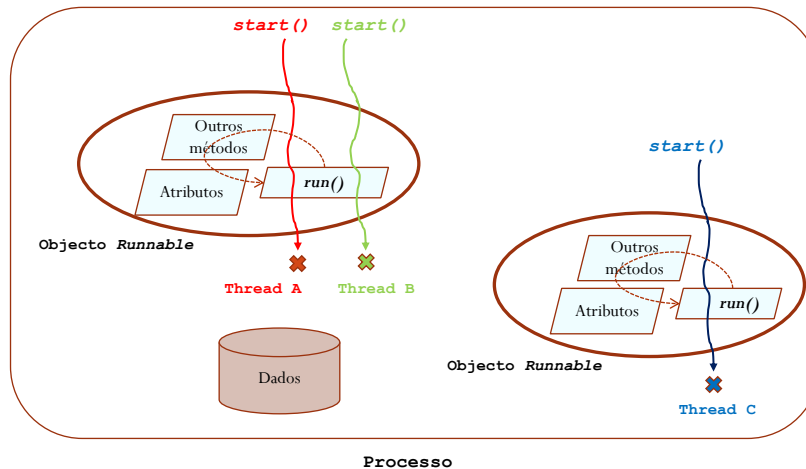 start() start()
Outros
métodos
Atributos
run()
Objecto Runnable
Thread A Thread B
Dados
start()
Outros
métodos
Atributos
run()
Objecto Runnable
Thread C
Processo